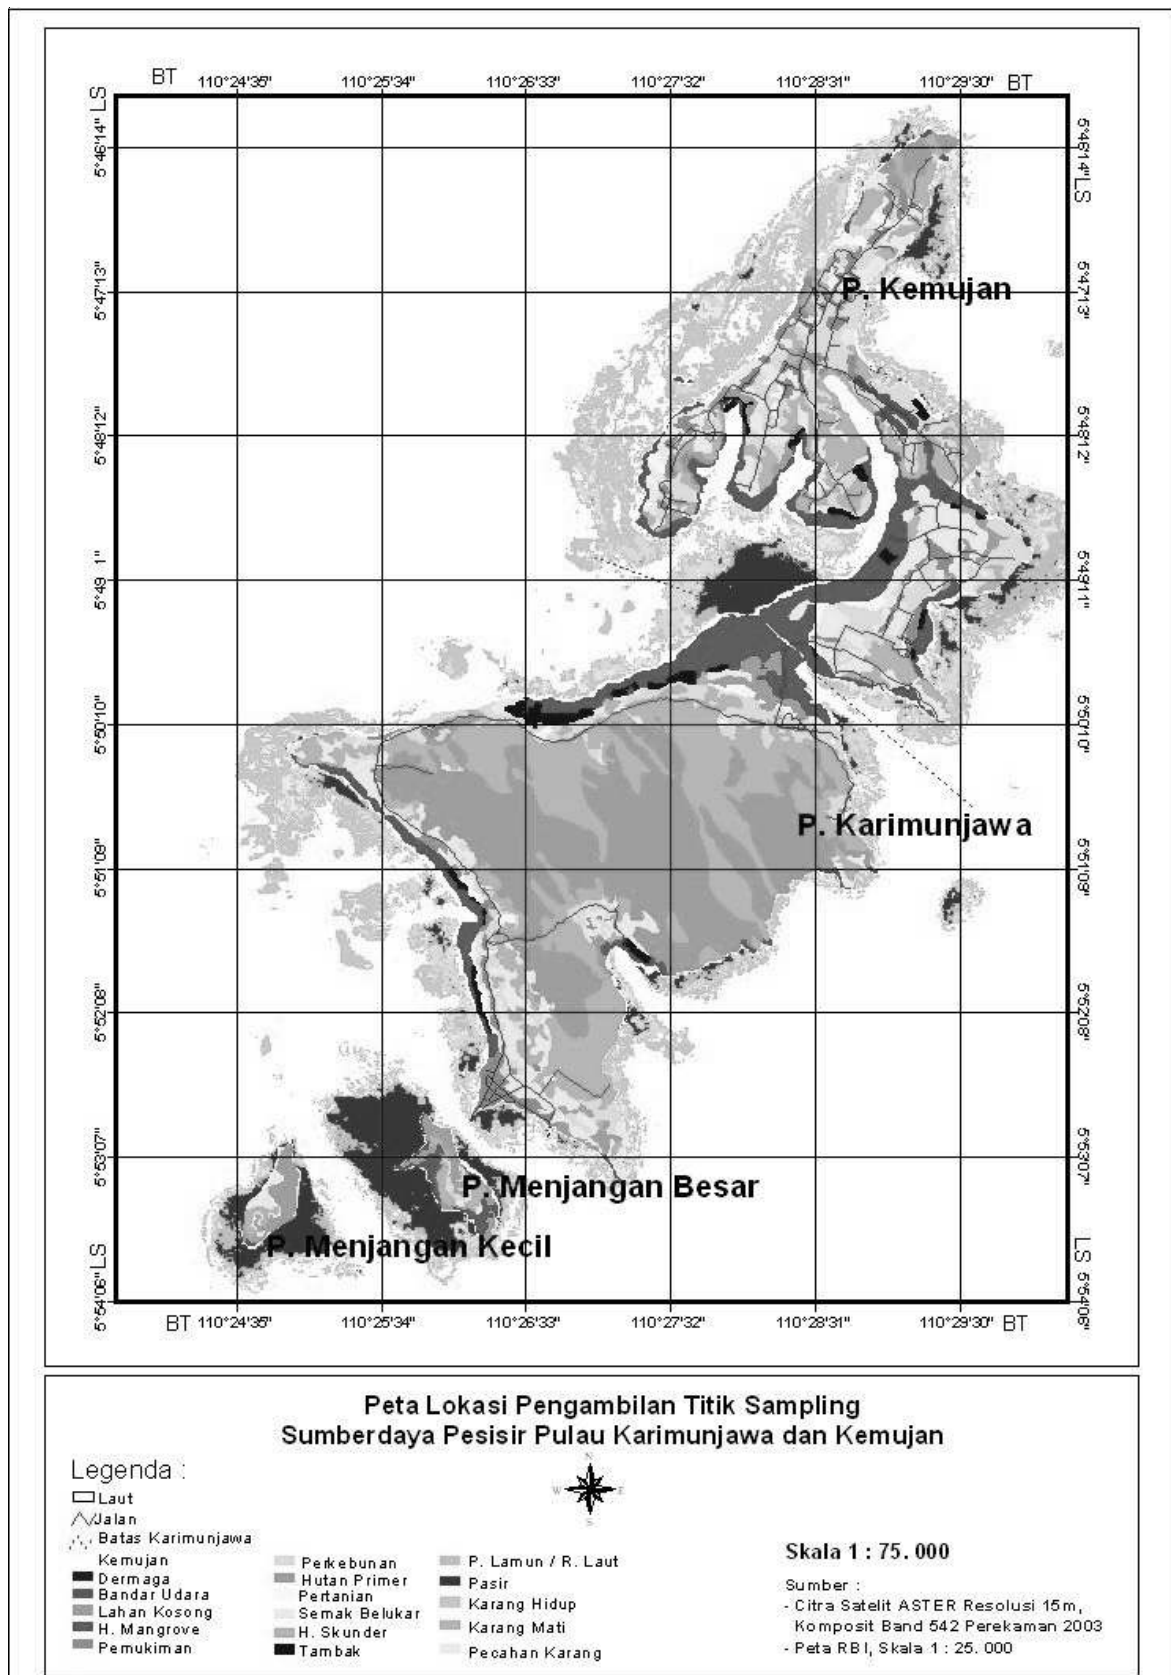 BT 110°24'35" 110°25'34" 110°26'33" 110°27'32" 110°28'31" 110°29'30" BT
LS
5°46'14" 5°46'14" LS
5°47'13" 5°47'13"
P. Kemujan
5°48'12" 5°48'12"
5°49 1" 5°49'11"
5°50'10" 5°50'10"
P. Karimunjawa
5°51'09" 5°51'09"
5°52'08" 5°52'08"
5°53'07" 5°53'07"
P. Menjangan Besar
P. Menjangan Kecil
5°54'06" LS LS 5°54'06"
BT 110°24'35" 110°25'34" 110°26'33" 110°27'32" 110°28'31" 110°29'30" BT
Peta Lokasi Pengambilan Titik Sampling
Sumberdaya Pesisir Pulau Karimunjawa dan Kemujan
Legenda :
Laut
Jalan
Batas Karimunjawa
Kemujan
Dermaga
Bandar Udara
Lahan Kosong
H. Mangrove
Pemukiman
Perkebunan
Hutan Primer
Pertanian
Semak Belukar
H. Skunder
Tambak
P. Lamun / R. Laut
Pasir
Karang Hidup
Karang Mati
Pecahan Karang
N
W E
S
Skala 1 : 75. 000
Sumber :
- Citra Satelit ASTER Resolusi 15m,
Komposit Band 542 Perekaman 2003
- Peta RBI, Skala 1 : 25. 000